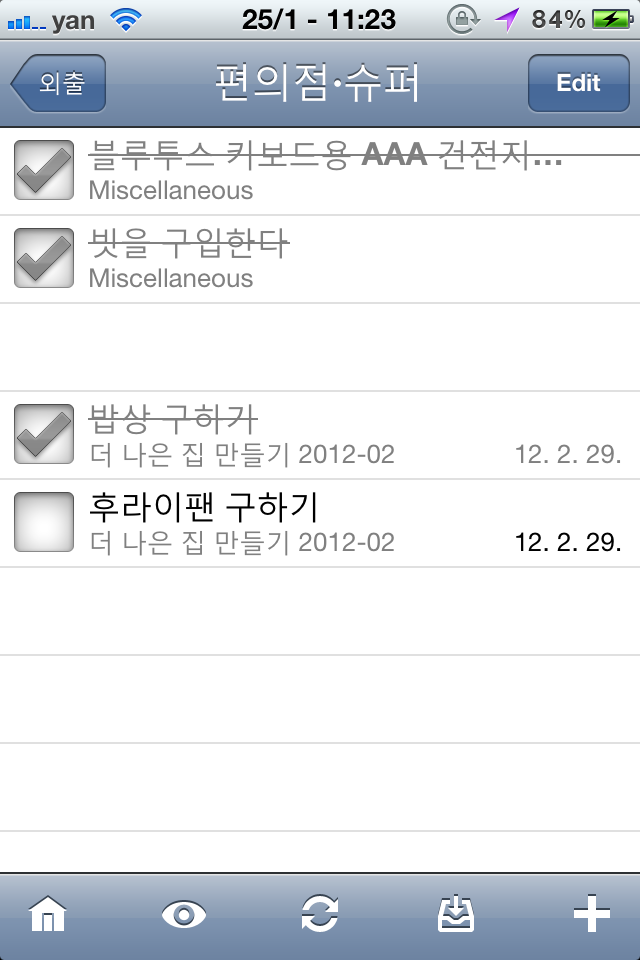 yan 25/1 - 11:23 84%
외출 편의점·슈퍼 Edit
블루투스 키보드용 AAA 건전지...
Miscellaneous
빗을 구입한다
Miscellaneous
밥상 구하기
더 나은 집 만들기 2012-02 12. 2. 29.
후라이팬 구하기
더 나은 집 만들기 2012-02 12. 2. 29.